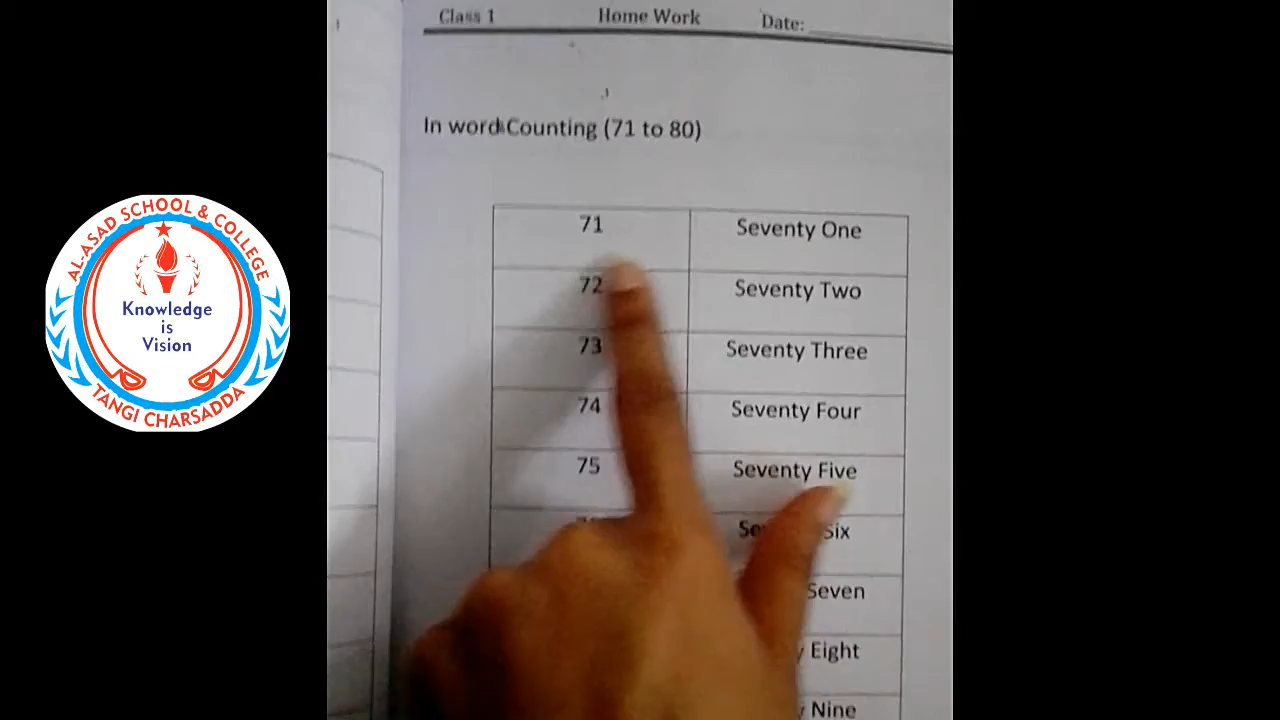 AL-ASAD SCHOOL & COLLEGE
Knowledge
is
Vision
TANGI CHARSADDA
Class 1 Home Work Date:
In word Counting (71 to 80)
71 Seventy One
72 Seventy Two
73 Seventy Three
74 Seventy Four
75 Seventy Five
Six
Seven
Eight
Nine